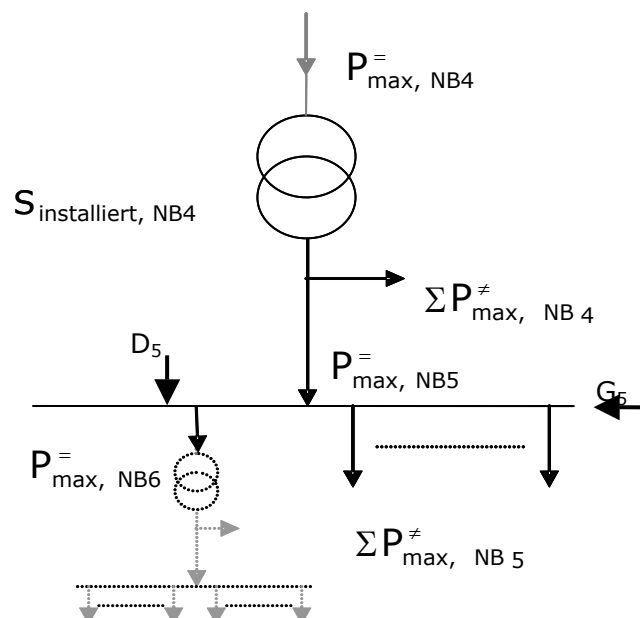 P=max, NB4
Sinstalliert, NB4
ΣP≠max, NB 4
D5
P=max, NB5
G5
P=max, NB6
ΣP≠max, NB 5